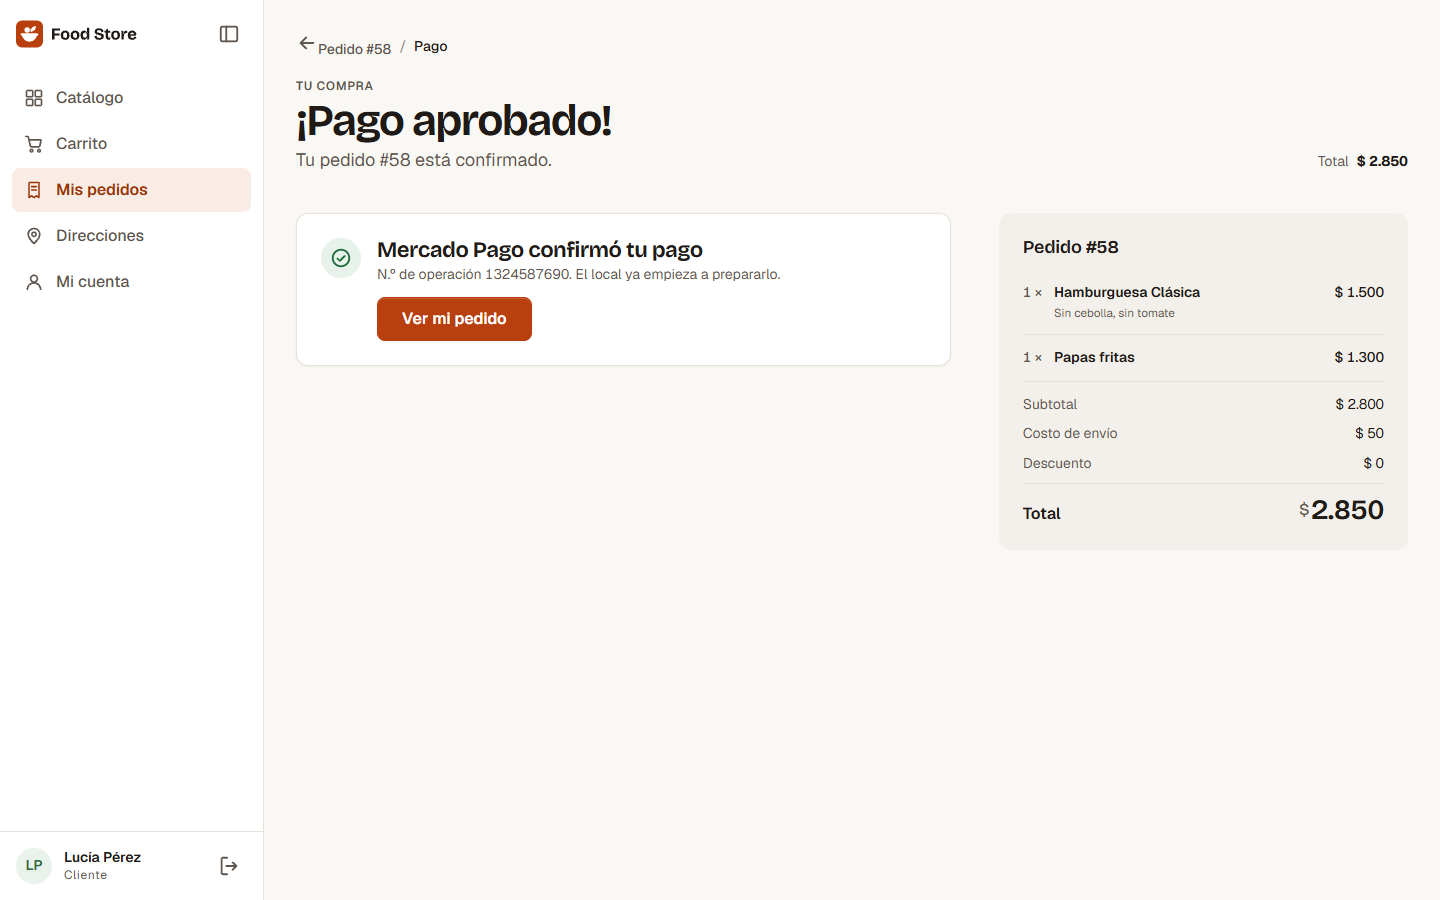 Food Store
Catálogo
Carrito
Mis pedidos
Direcciones
Mi cuenta
LP
Lucía Pérez
Cliente
Pedido #58 / Pago
TU COMPRA
¡Pago aprobado!
Tu pedido #58 está confirmado.
Total $ 2.850
Mercado Pago confirmó tu pago
N.º de operación 1324587690. El local ya empieza a prepararlo.
Ver mi pedido
Pedido #58
1 × Hamburguesa Clásica $ 1.500
Sin cebolla, sin tomate
1 × Papas fritas $ 1.300
Subtotal $ 2.800
Costo de envío $ 50
Descuento $ 0
Total $2.850